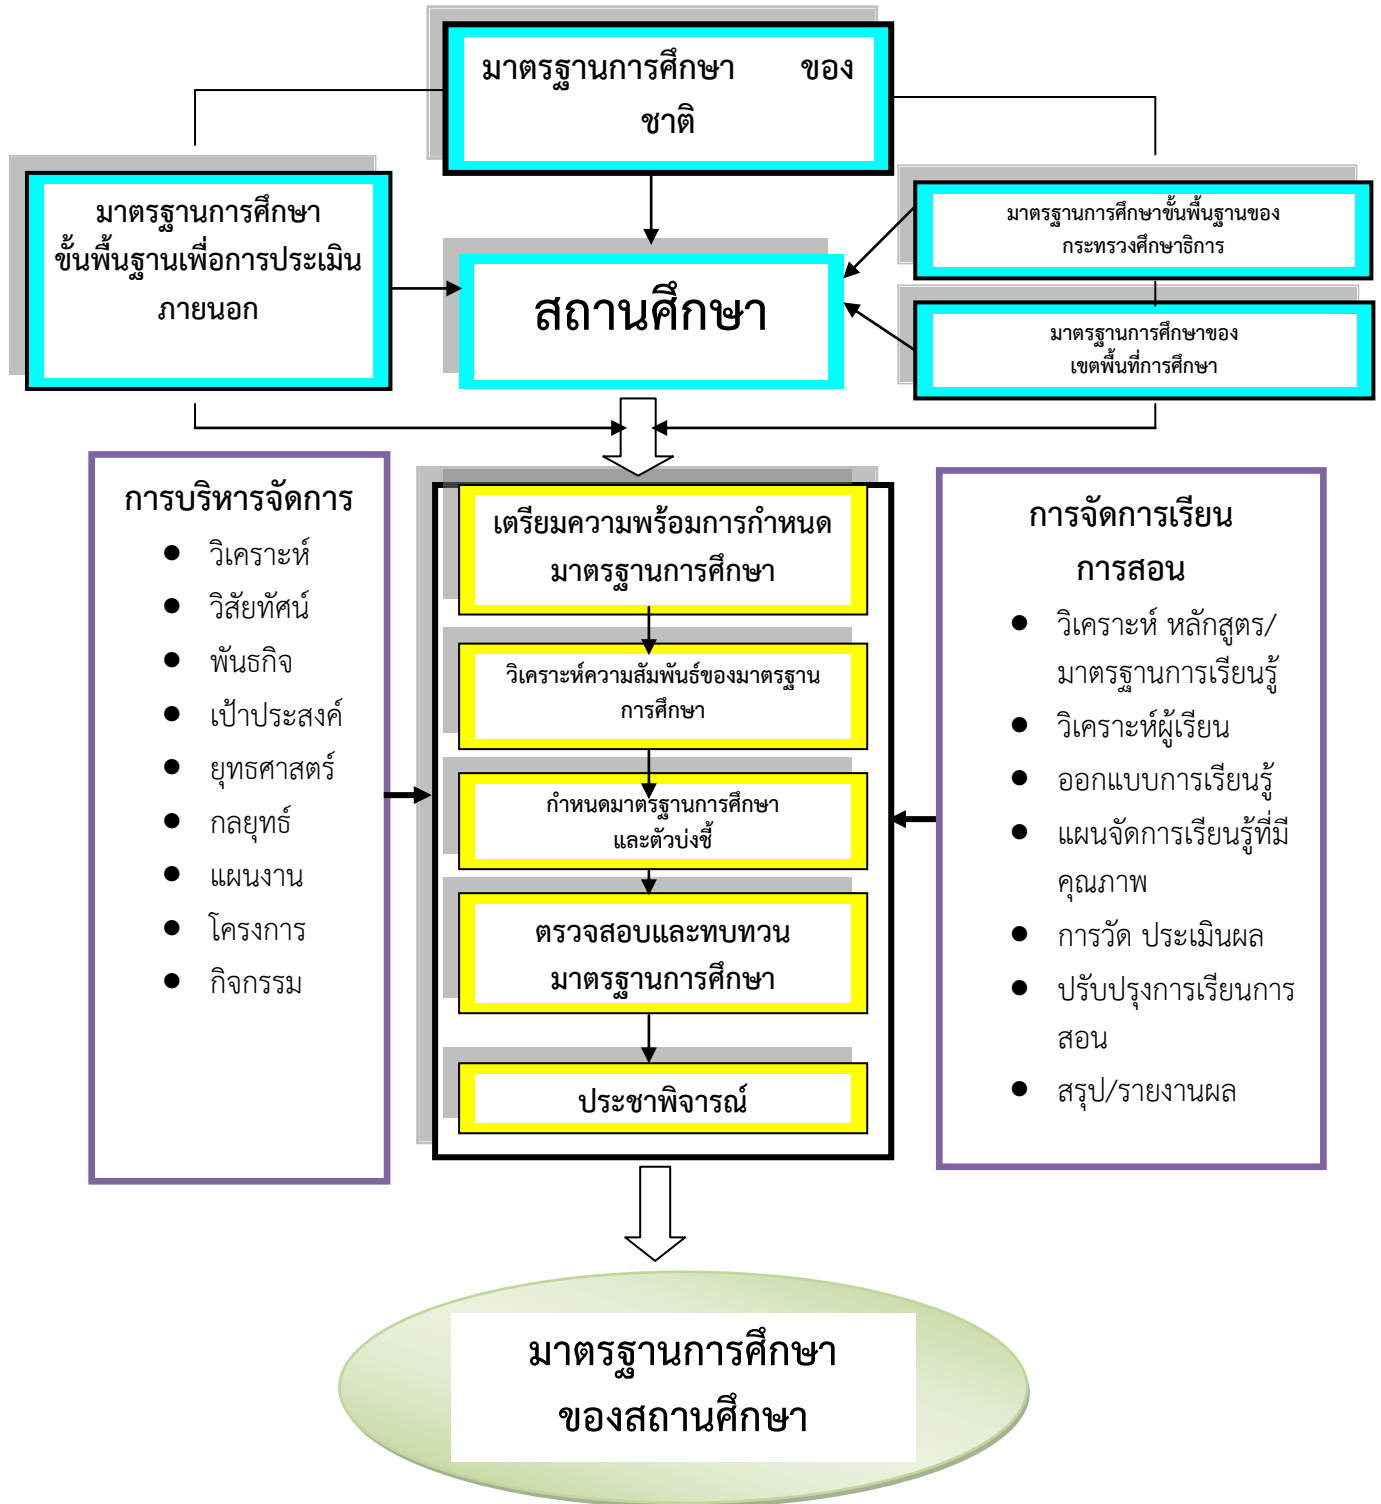 มาตรฐานการศึกษา ของ
ชาติ
มาตรฐานการศึกษา
ขั้นพื้นฐานเพื่อการประเมิน
ภายนอก
สถานศึกษา
มาตรฐานการศึกษาขั้นพื้นฐานของ
กระทรวงศึกษาธิการ
มาตรฐานการศึกษาของ
เขตพื้นที่การศึกษา
การบริหารจัดการ
● วิเคราะห์
● วิสัยทัศน์
● พันธกิจ
● เป้าประสงค์
● ยุทธศาสตร์
● กลยุทธ์
● แผนงาน
● โครงการ
● กิจกรรม
เตรียมความพร้อมการกำหนด
มาตรฐานการศึกษา
วิเคราะห์ความสัมพันธ์ของมาตรฐาน
การศึกษา
กำหนดมาตรฐานการศึกษา
และตัวบ่งชี้
ตรวจสอบและทบทวน
มาตรฐานการศึกษา
ประชาพิจารณ์
การจัดการเรียน
การสอน
● วิเคราะห์ หลักสูตร/
มาตรฐานการเรียนรู้
● วิเคราะห์ผู้เรียน
● ออกแบบการเรียนรู้
● แผนจัดการเรียนรู้ที่มี
คุณภาพ
● การวัด ประเมินผล
● ปรับปรุงการเรียนการ
สอน
● สรุป/รายงานผล
มาตรฐานการศึกษา
ของสถานศึกษา